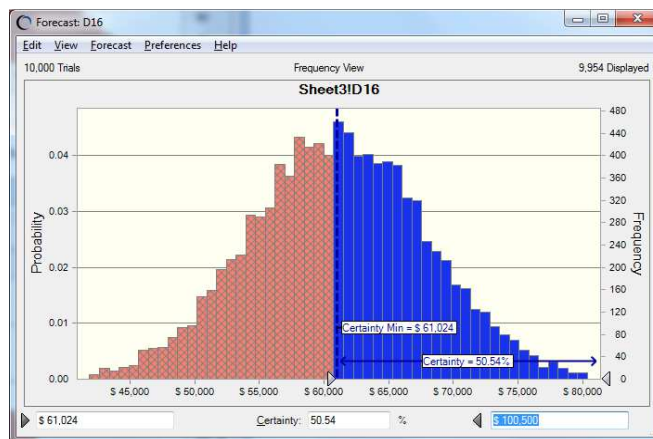 Forecast: D16
Edit View Forecast Preferences Help
10,000 Trials Frequency View 9,954 Displayed
Sheet3!D16
Probability
0.04
0.03
0.02
0.01
0.00
Frequency
480
440
400
360
320
280
240
200
160
120
80
40
0
Certainty Min = $ 61,024
Certainty = 50.54%
$ 45,000 $ 50,000 $ 55,000 $ 60,000 $ 65,000 $ 70,000 $ 75,000 $ 80,000
$ 61,024 Certainty: 50.54 % $ 100,500